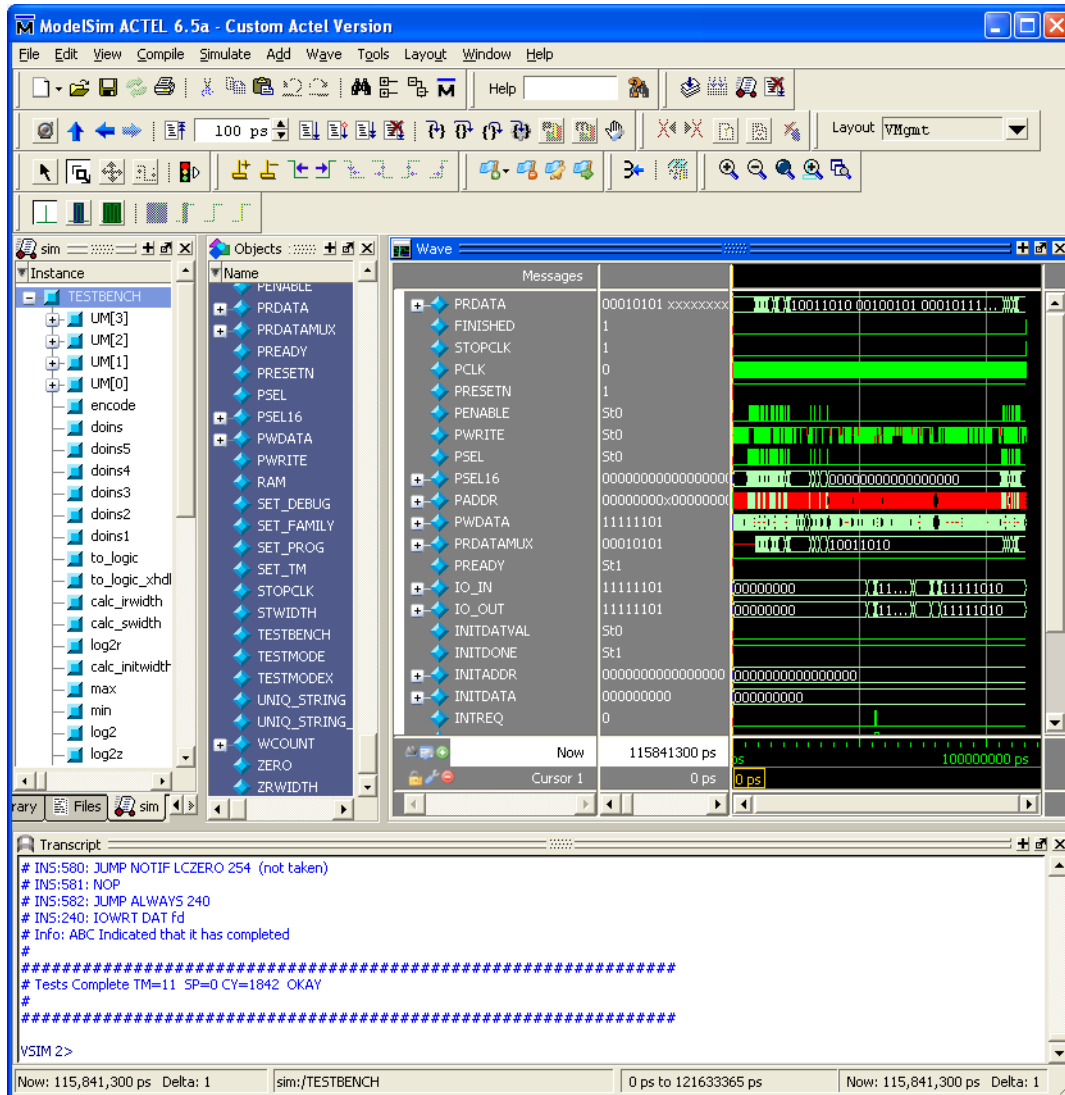 ModelSim ACTEL 6.5a - Custom Actel Version
File Edit View Compile Simulate Add Wave Tools Layout Window Help
Help
100 ps
Layout VMgmt
sim
Instance
TESTBENCH
UM[3]
UM[2]
UM[1]
UM[0]
encode
doins
doins5
doins4
doins3
doins2
doins1
to_logic
to_logic_xhdl
calc_irwidth
calc_swidth
log2r
calc_initwidth
max
min
log2
log2z
rary Files sim
Objects
Name
PENABLE
PRDATA
PRDATAMUX
PREADY
PRESETN
PSEL
PSEL16
PWDATA
PWRITE
RAM
SET_DEBUG
SET_FAMILY
SET_PROG
SET_TM
STOPCLK
STWIDTH
TESTBENCH
TESTMODE
TESTMODEX
UNIQ_STRING
UNIQ_STRING_
WCOUNT
ZERO
ZRWIDTH
Wave
Messages
PRDATA 00010101 xxxxxxxx 10011010 00100101 00010111...
FINISHED 1
STOPCLK 1
PCLK 0
PRESETN 1
PENABLE St0
PWRITE St0
PSEL St0
PSEL16 0000000000000000 0000000000000000
PADDR 00000000x0000000
PWDATA 11111101
PRDATAMUX 00010101 10011010
PREADY St1
IO_IN 11111101 00000000 11... 11111010
IO_OUT 11111101 00000000 11... 11111010
INITDATVAL St0
INITDONE St1
INITADDR 0000000000000000 0000000000000000
INITDATA 000000000 000000000
INTREQ 0
Now 115841300 ps ps 100000000 ps
Cursor 1 0 ps 0 ps
Transcript
# INS:580: JUMP NOTIF LCZERO 254 (not taken)
# INS:581: NOP
# INS:582: JUMP ALWAYS 240
# INS:240: IOWRT DAT fd
# Info: ABC Indicated that it has completed
#
################################################################
# Tests Complete TM=11 SP=0 CY=1842 OKAY
#
################################################################
VSIM 2>
Now: 115,841,300 ps Delta: 1 sim:/TESTBENCH 0 ps to 121633365 ps Now: 115,841,300 ps Delta: 1